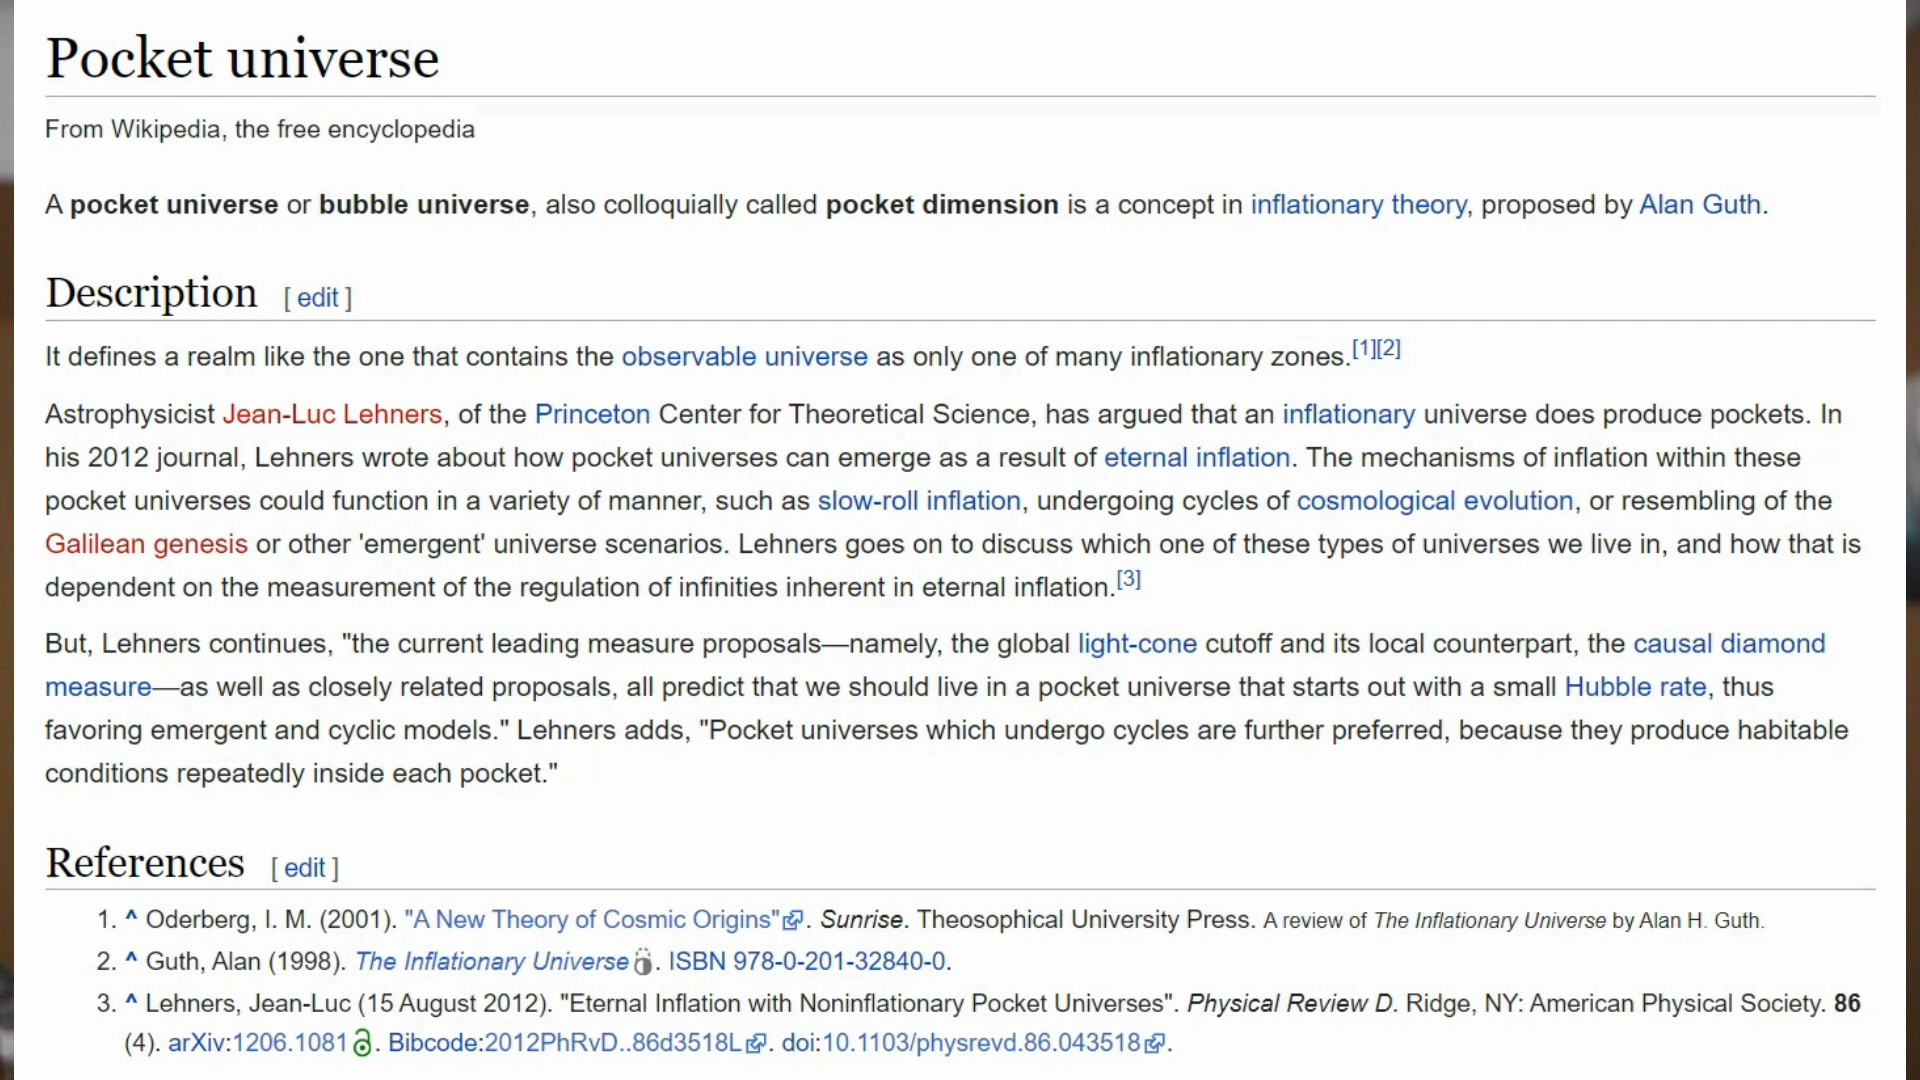 Pocket universe
From Wikipedia, the free encyclopedia
A pocket universe or bubble universe, also colloquially called pocket dimension is a concept in inflationary theory, proposed by Alan Guth.
Description [ edit ]
It defines a realm like the one that contains the observable universe as only one of many inflationary zones.[1][2]
Astrophysicist Jean-Luc Lehners, of the Princeton Center for Theoretical Science, has argued that an inflationary universe does produce pockets. In
his 2012 journal, Lehners wrote about how pocket universes can emerge as a result of eternal inflation. The mechanisms of inflation within these
pocket universes could function in a variety of manner, such as slow-roll inflation, undergoing cycles of cosmological evolution, or resembling of the
Galilean genesis or other 'emergent' universe scenarios. Lehners goes on to discuss which one of these types of universes we live in, and how that is
dependent on the measurement of the regulation of infinities inherent in eternal inflation.[3]
But, Lehners continues, "the current leading measure proposals—namely, the global light-cone cutoff and its local counterpart, the causal diamond
measure—as well as closely related proposals, all predict that we should live in a pocket universe that starts out with a small Hubble rate, thus
favoring emergent and cyclic models." Lehners adds, "Pocket universes which undergo cycles are further preferred, because they produce habitable
conditions repeatedly inside each pocket."
References [ edit ]
1. ^ Oderberg, I. M. (2001). "A New Theory of Cosmic Origins". Sunrise. Theosophical University Press. A review of The Inflationary Universe by Alan H. Guth.
2. ^ Guth, Alan (1998). The Inflationary Universe. ISBN 978-0-201-32840-0.
3. ^ Lehners, Jean-Luc (15 August 2012). "Eternal Inflation with Noninflationary Pocket Universes". Physical Review D. Ridge, NY: American Physical Society. 86
(4). arXiv:1206.1081. Bibcode:2012PhRvD..86d3518L. doi:10.1103/physrevd.86.043518.